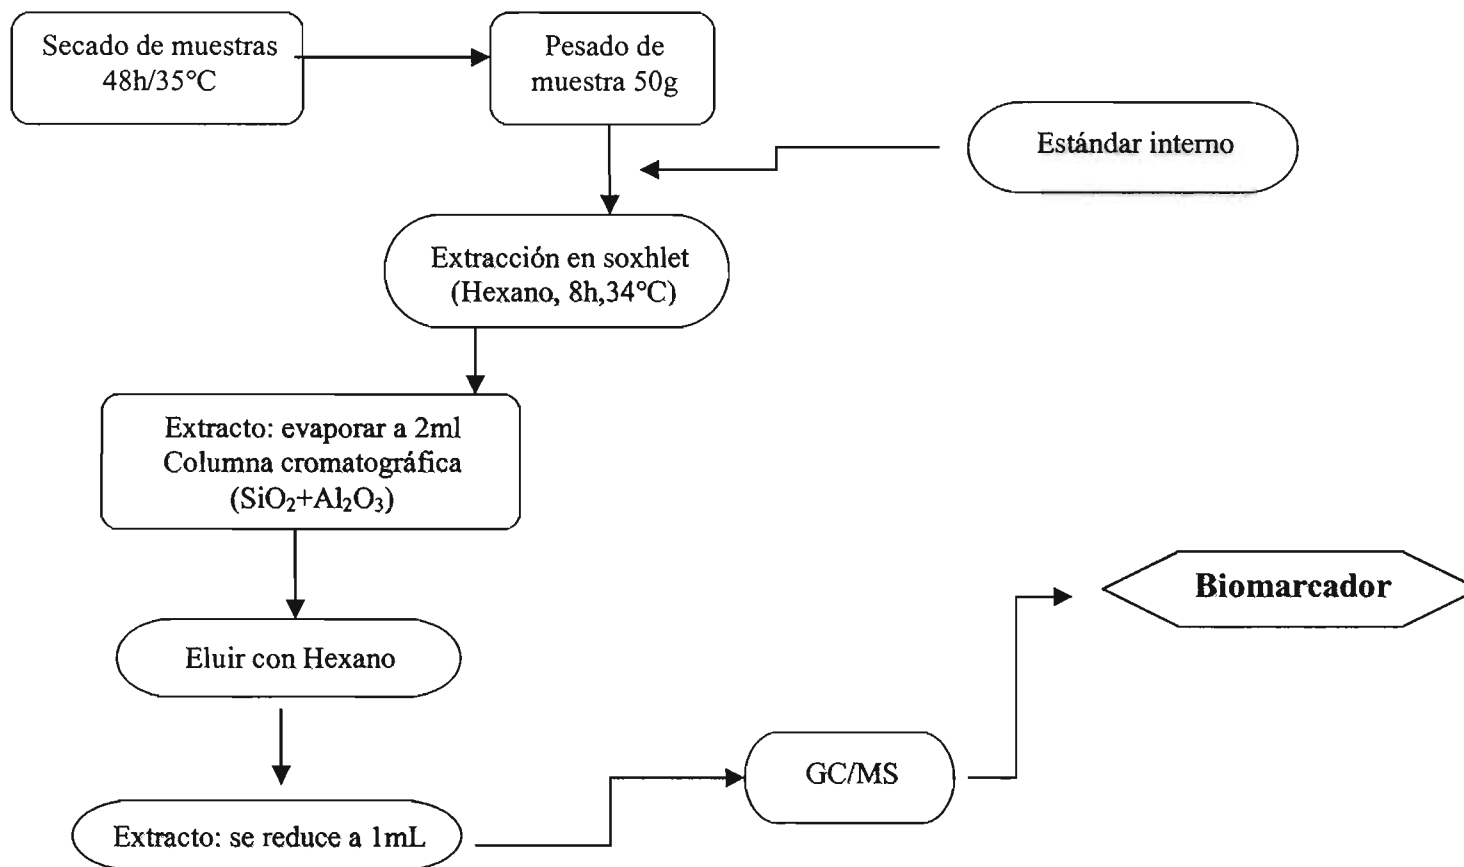 Secado de muestras
48h/35°C
Pesado de
muestra 50g
Estándar interno
Extracción en soxhlet
(Hexano, 8h,34°C)
Extracto: evaporar a 2ml
Columna cromatográfica
(SiO₂+Al₂O₃)
Eluir con Hexano
Extracto: se reduce a 1mL
GC/MS
Biomarcador